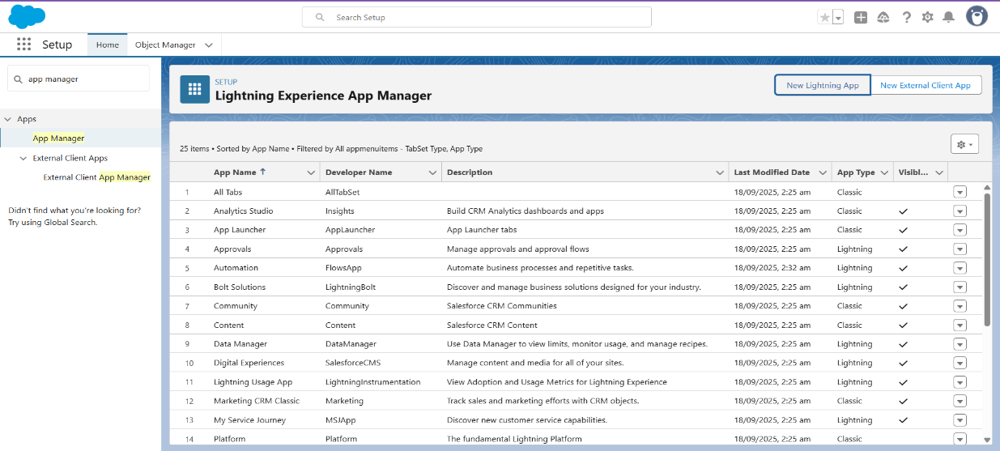 Search Setup
Setup
Home
Object Manager
app manager
Apps
App Manager
External Client Apps
External Client App Manager
Didn't find what you're looking for?
Try using Global Search.
SETUP
Lightning Experience App Manager
New Lightning App
New External Client App
25 items • Sorted by App Name • Filtered by All appmenuitems - TabSet Type, App Type
App Name Developer Name Description Last Modified Date App Type Visibl...
1 All Tabs AllTabSet 18/09/2025, 2:25 am Classic
2 Analytics Studio Insights Build CRM Analytics dashboards and apps 18/09/2025, 2:25 am Classic
3 App Launcher AppLauncher App Launcher tabs 18/09/2025, 2:25 am Classic
4 Approvals Approvals Manage approvals and approval flows 18/09/2025, 2:25 am Lightning
5 Automation FlowsApp Automate business processes and repetitive tasks. 18/09/2025, 2:32 am Lightning
6 Bolt Solutions LightningBolt Discover and manage business solutions designed for your industry. 18/09/2025, 2:25 am Lightning
7 Community Community Salesforce CRM Communities 18/09/2025, 2:25 am Classic
8 Content Content Salesforce CRM Content 18/09/2025, 2:25 am Classic
9 Data Manager DataManager Use Data Manager to view limits, monitor usage, and manage recipes. 18/09/2025, 2:25 am Lightning
10 Digital Experiences SalesforceCMS Manage content and media for all of your sites. 18/09/2025, 2:25 am Lightning
11 Lightning Usage App LightningInstrumentation View Adoption and Usage Metrics for Lightning Experience 18/09/2025, 2:25 am Lightning
12 Marketing CRM Classic Marketing Track sales and marketing efforts with CRM objects. 18/09/2025, 2:25 am Classic
13 My Service Journey MSJApp Discover new customer service capabilities. 18/09/2025, 2:25 am Lightning
14 Platform Platform The fundamental Lightning Platform 18/09/2025, 2:25 am Classic